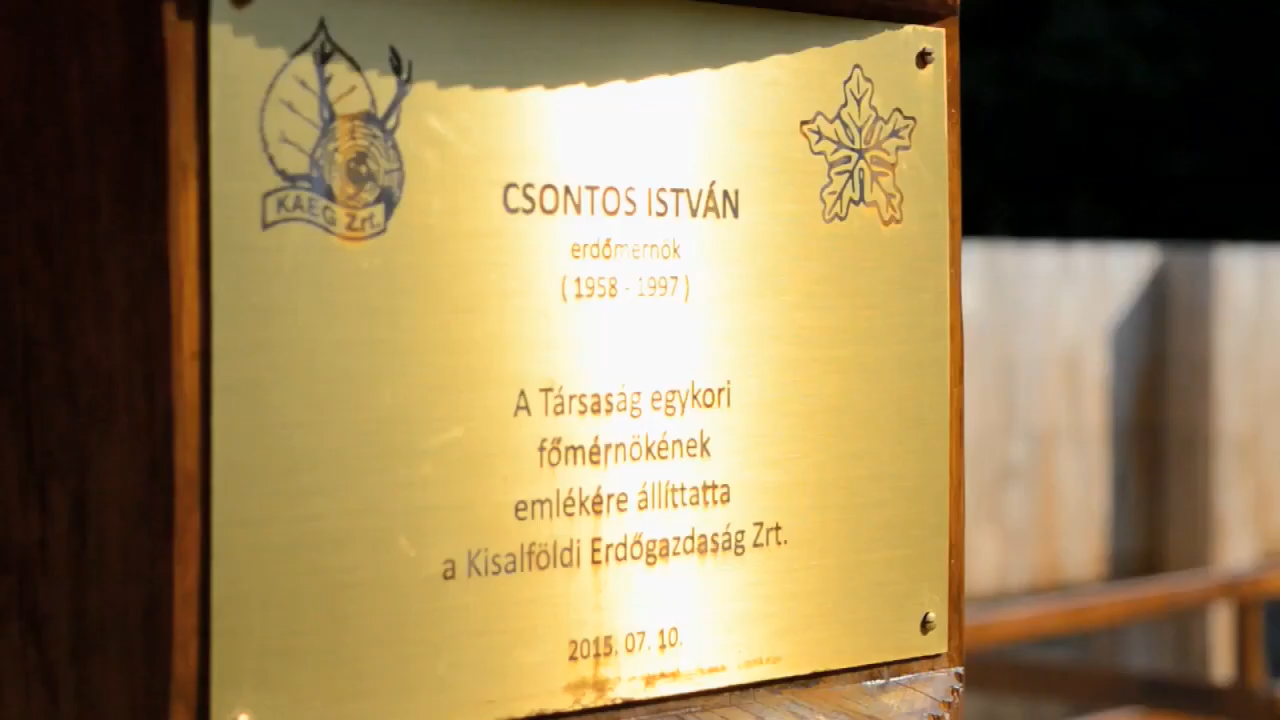 KAEG Zrt.
CSONTOS ISTVÁN
erdőmérnök
( 1958 - 1997 )
A Társaság egykori
főmérnökének
emlékére állíttatta
a Kisalföldi Erdőgazdaság Zrt.
2015. 07. 10.